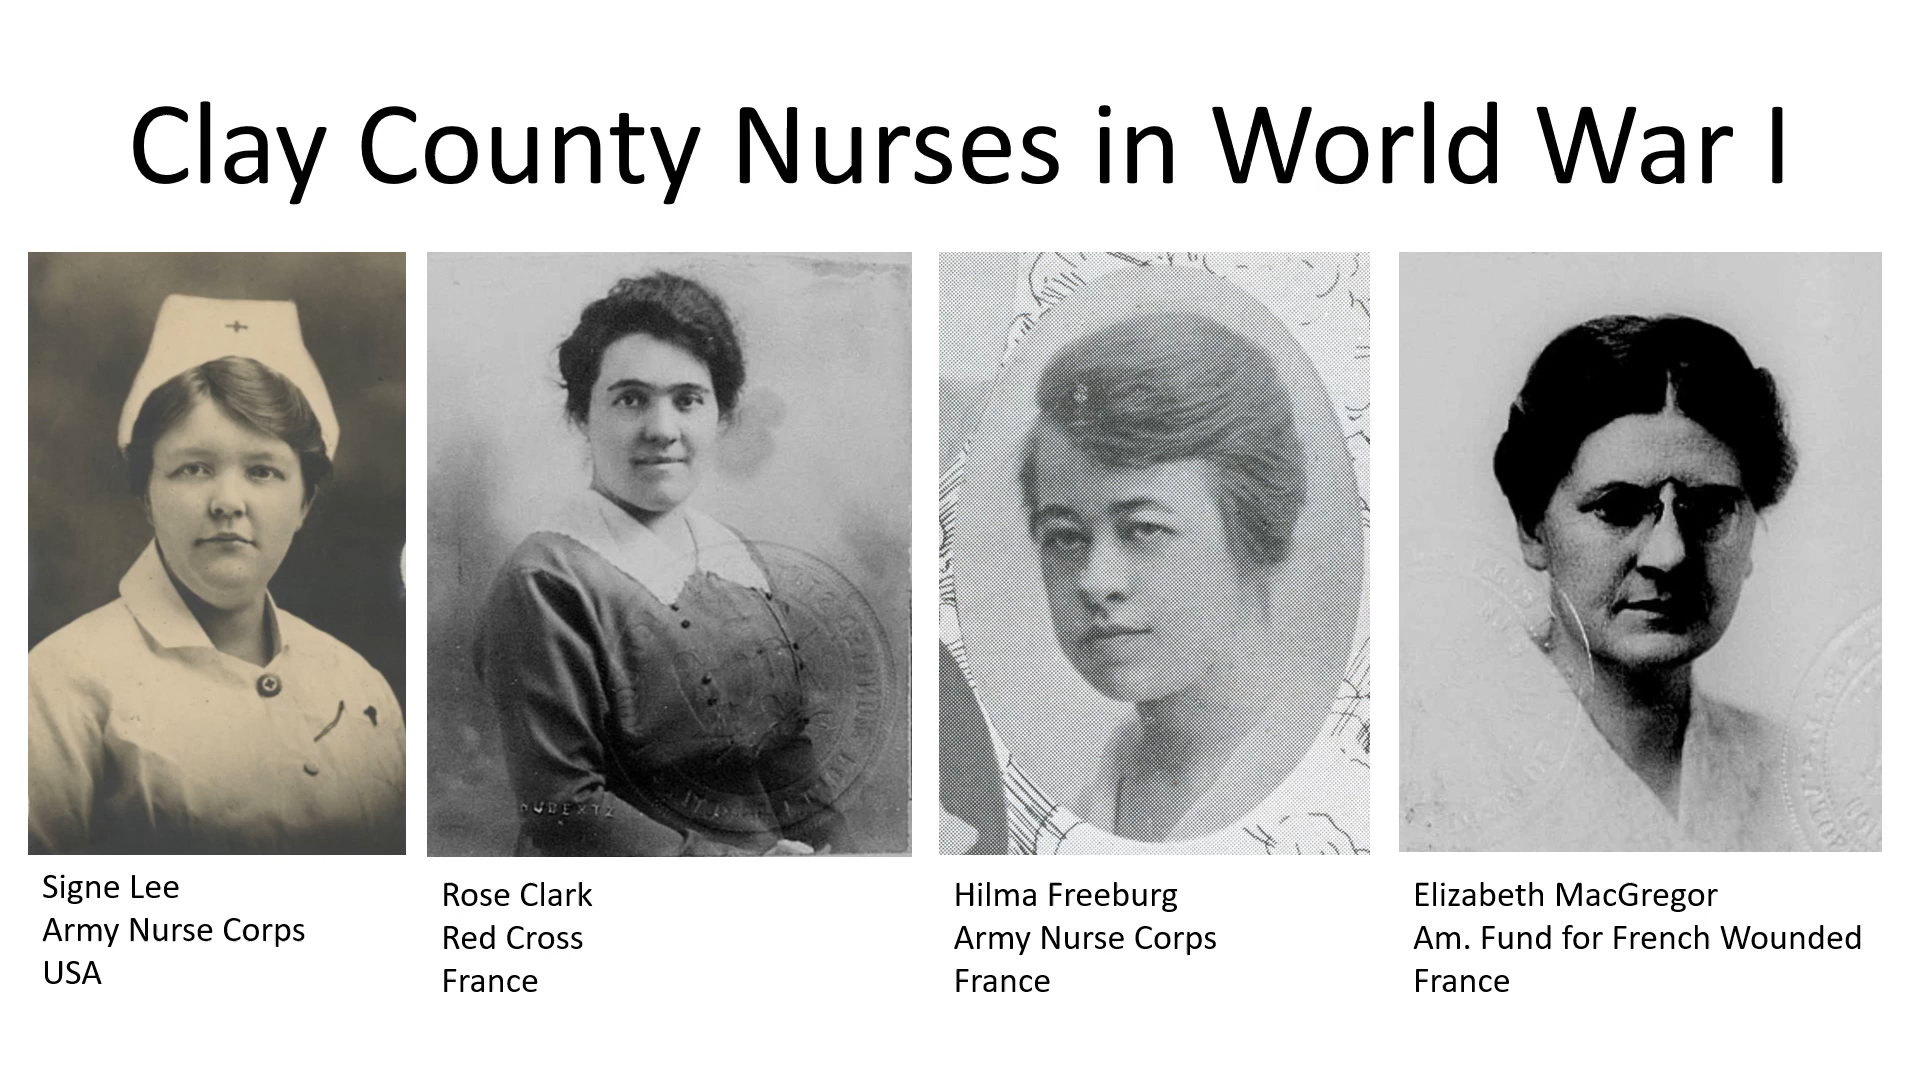 Clay County Nurses in World War I
Signe Lee
Army Nurse Corps
USA
Rose Clark
Red Cross
France
Hilma Freeburg
Army Nurse Corps
France
Elizabeth MacGregor
Am. Fund for French Wounded
France